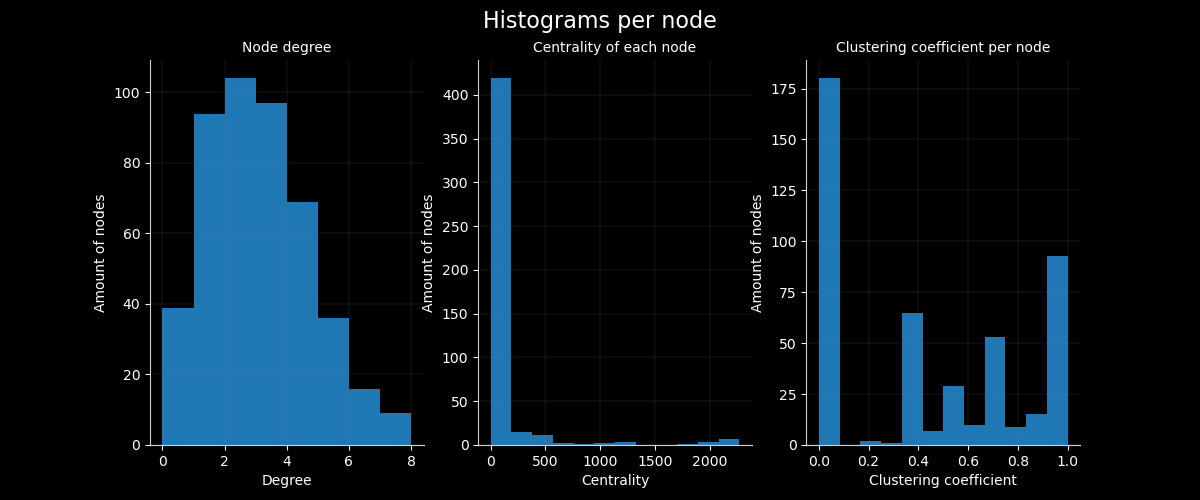 Histograms per node
Node degree
Amount of nodes
100
80
60
40
20
0
0 2 4 6 8
Degree
Centrality of each node
Amount of nodes
400
350
300
250
200
150
100
50
0
0 500 1000 1500 2000
Centrality
Clustering coefficient per node
Amount of nodes
175
150
125
100
75
50
25
0
0.0 0.2 0.4 0.6 0.8 1.0
Clustering coefficient